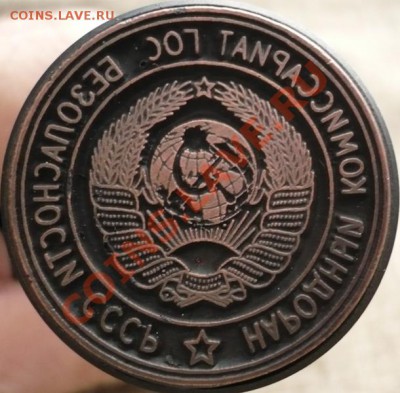 COINS.LAVE.RU
НАРОДНЫЙ КОМИССАРИАТ ГОС БЕЗОПАСНОСТИ СССР
COINS.LAVE.RU